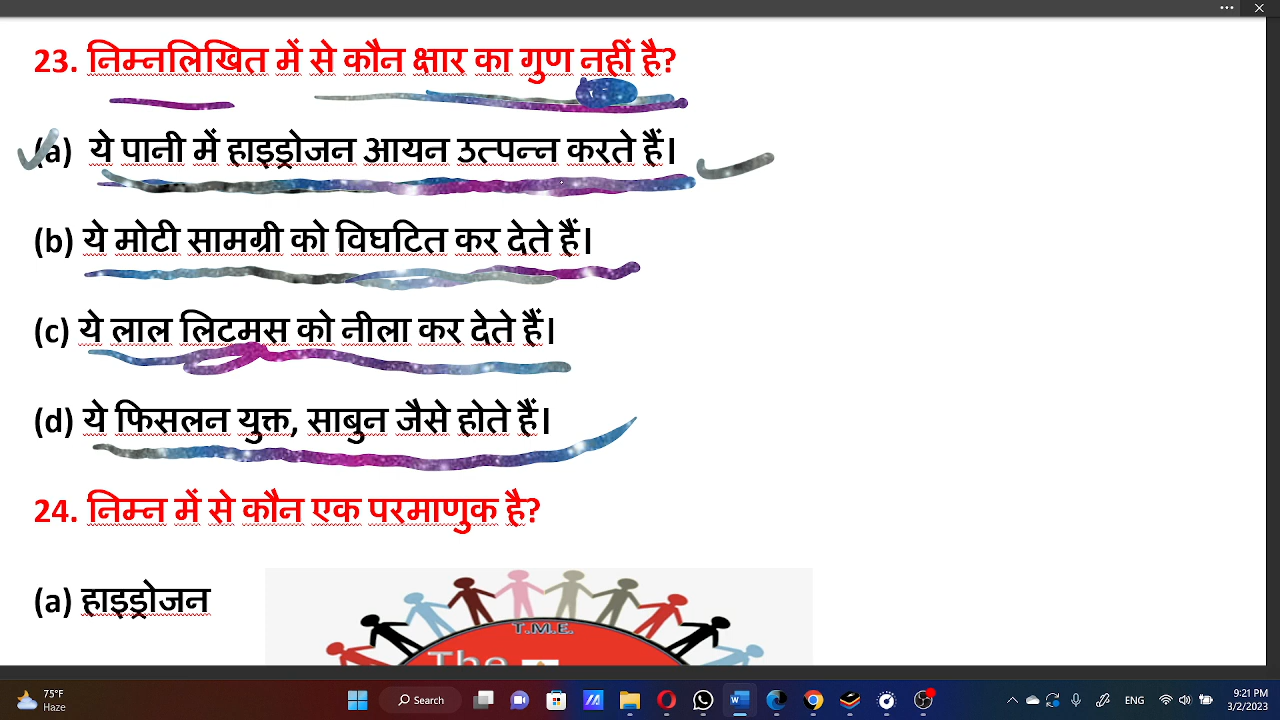 23. निम्नलिखित में से कौन क्षार का गुण नहीं है?
(a) ये पानी में हाइड्रोजन आयन उत्पन्न करते हैं।
(b) ये मोटी सामग्री को विघटित कर देते हैं।
(c) ये लाल लिटमस को नीला कर देते हैं।
(d) ये फिसलन युक्त, साबुन जैसे होते हैं।
24. निम्न में से कौन एक परमाणुक है?
(a) हाइड्रोजन
T.M.E.
The
75°F
Haze
Search
ENG
9:21 PM
3/2/2023